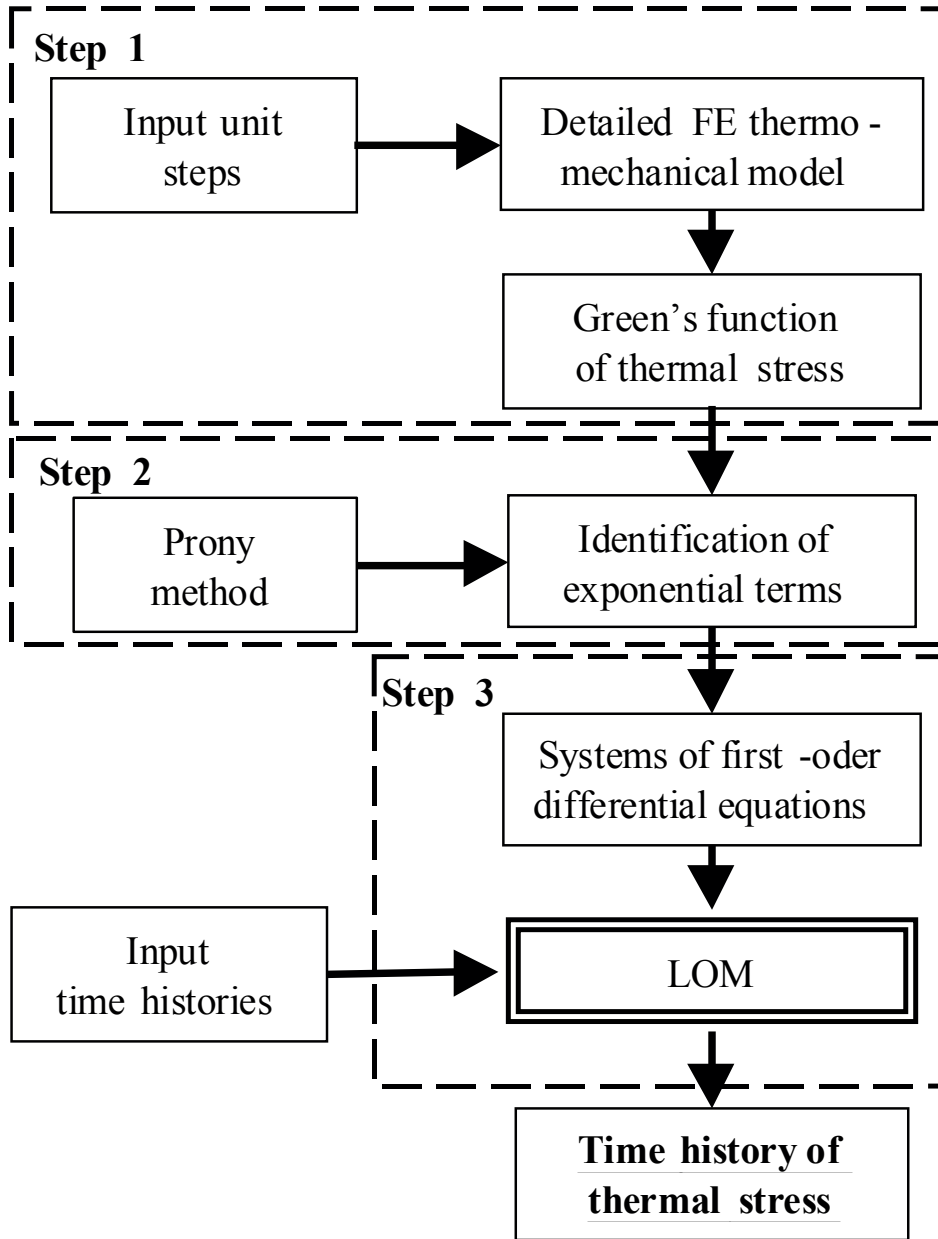 Step 1
Input unit
steps
Detailed FE thermo -
mechanical model
Green's function
of thermal stress
Step 2
Prony
method
Identification of
exponential terms
Step 3
Systems of first -oder
differential equations
Input
time histories
LOM
Time history of
thermal stress